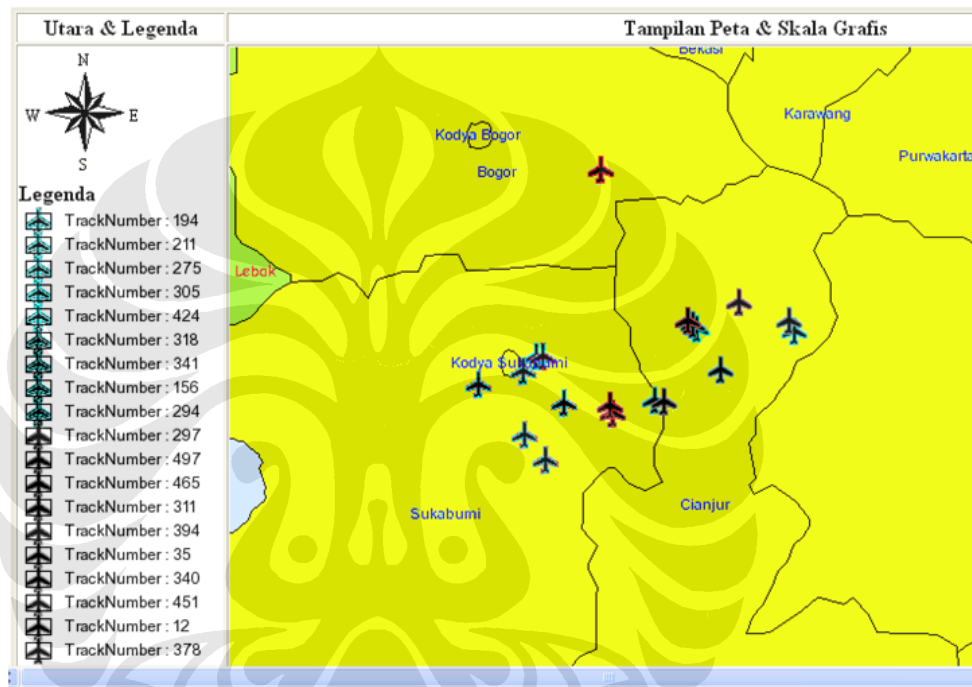 Utara & Legenda
Tampilan Peta & Skala Grafis
N
W E
S
Legenda
TrackNumber : 194
TrackNumber : 211
TrackNumber : 275
TrackNumber : 305
TrackNumber : 424
TrackNumber : 318
TrackNumber : 341
TrackNumber : 156
TrackNumber : 294
TrackNumber : 297
TrackNumber : 497
TrackNumber : 465
TrackNumber : 311
TrackNumber : 394
TrackNumber : 35
TrackNumber : 340
TrackNumber : 451
TrackNumber : 12
TrackNumber : 378
Bekasi
Karawang
Kodya Bogor
Purwakarta
Bogor
Lebak
Kodya Sukabumi
Cianjur
Sukabumi